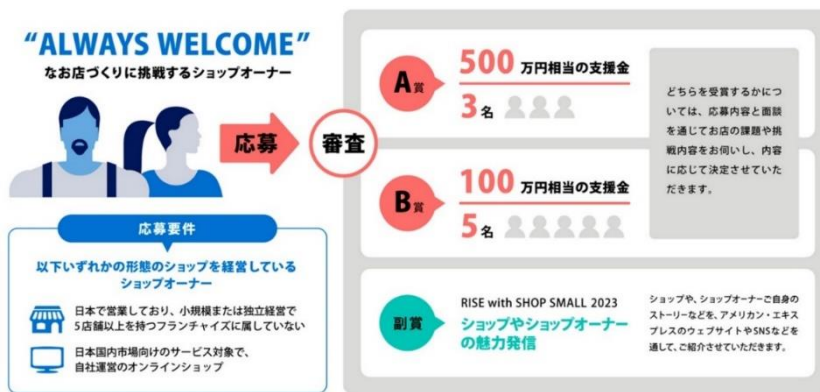 “ALWAYS WELCOME”
なお店づくりに挑戦するショップオーナー
応募
審査
応募要件
以下いずれかの形態のショップを経営している
ショップオーナー
日本で営業しており、小規模または独立経営で
5店舗以上を持つフランチャイズに属していない
日本国内市場向けのサービス対象で、
自社運営のオンラインショップ
A賞
500 万円相当の支援金
3名
B賞
100 万円相当の支援金
5名
どちらを受賞するかにつ
いては、応募内容と面談
を通じてお店の課題や挑
戦内容をお伺いし、内容
に応じて決定させていた
だきます。
副賞
RISE with SHOP SMALL 2023
ショップやショップオーナー
の魅力発信
ショップや、ショップオーナーご自身の
ストーリーなどを、アメリカン・エキス
プレスのウェブサイトやSNSなどを
通して、ご紹介させていただきます。